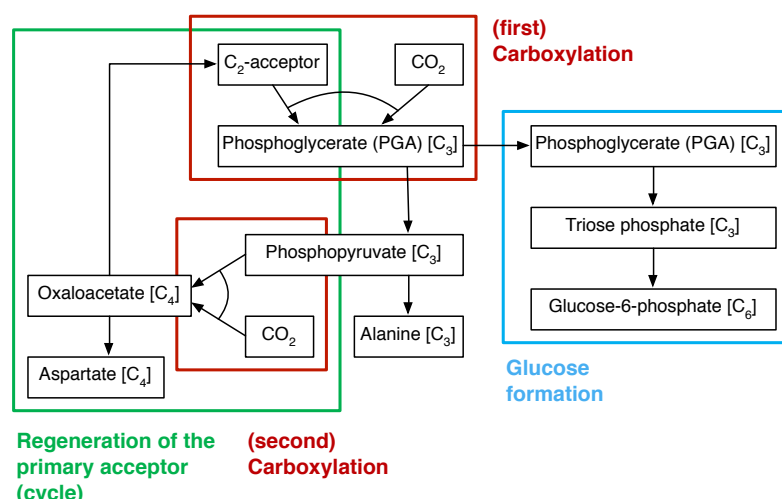 (first)
Carboxylation
C₂-acceptor
CO₂
Phosphoglycerate (PGA) [C₃]
Phosphoglycerate (PGA) [C₃]
Triose phosphate [C₃]
Phosphopyruvate [C₃]
Oxaloacetate [C₄]
Glucose-6-phosphate [C₆]
CO₂
Alanine [C₃]
Aspartate [C₄]
Glucose
formation
Regeneration of the
primary acceptor
(cycle)
(second)
Carboxylation